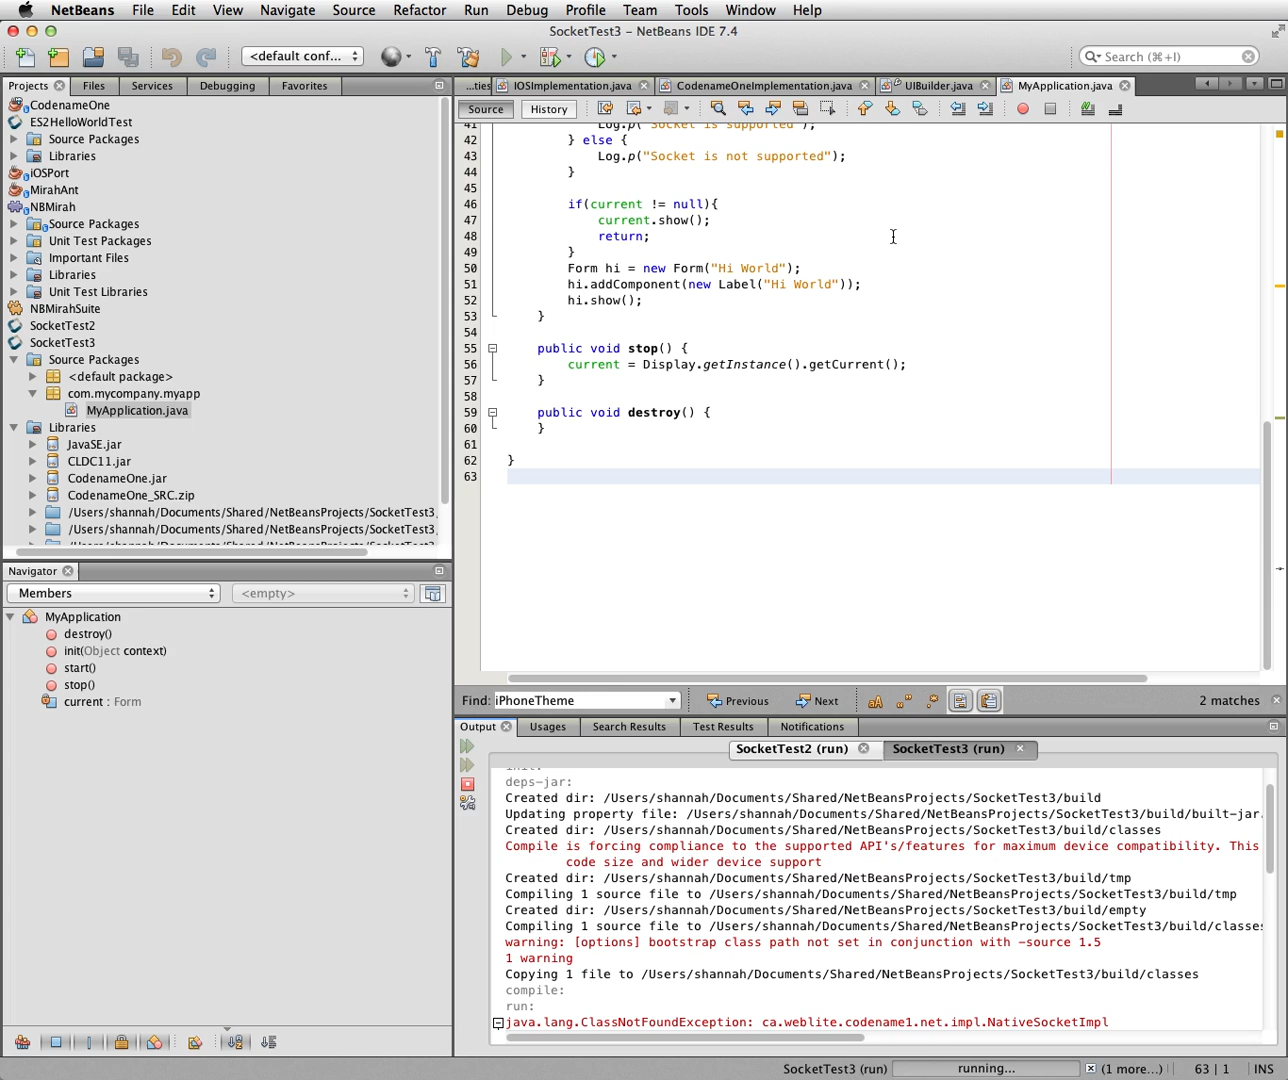 NetBeans File Edit View Navigate Source Refactor Run Debug Profile Team Tools Window Help
SocketTest3 – NetBeans IDE 7.4
<default conf...
Search (⌘+I)
Projects Files Services Debugging Favorites
CodenameOne
ES2HelloWorldTest
Source Packages
Libraries
iOSPort
MirahAnt
NBMirah
Source Packages
Unit Test Packages
Important Files
Libraries
Unit Test Libraries
NBMirahSuite
SocketTest2
SocketTest3
Source Packages
<default package>
com.mycompany.myapp
MyApplication.java
Libraries
JavaSE.jar
CLDC11.jar
CodenameOne.jar
CodenameOne_SRC.zip
/Users/shannah/Documents/Shared/NetBeansProjects/SocketTest3
/Users/shannah/Documents/Shared/NetBeansProjects/SocketTest3
Navigator
Members
<empty>
MyApplication
destroy()
init(Object context)
start()
stop()
current : Form
...ties IOSImplementation.java CodenameOneImplementation.java UIBuilder.java MyApplication.java
Source History
41 Log.p("Socket is supported");
42 } else {
43 Log.p("Socket is not supported");
44 }
45
46 if(current != null){
47 current.show();
48 return;
49 }
50 Form hi = new Form("Hi World");
51 hi.addComponent(new Label("Hi World"));
52 hi.show();
53 }
54
55 public void stop() {
56 current = Display.getInstance().getCurrent();
57 }
58
59 public void destroy() {
60 }
61
62 }
63
Find: iPhoneTheme Previous Next aA 2 matches
Output Usages Search Results Test Results Notifications
SocketTest2 (run) SocketTest3 (run)
deps-jar:
Created dir: /Users/shannah/Documents/Shared/NetBeansProjects/SocketTest3/build
Updating property file: /Users/shannah/Documents/Shared/NetBeansProjects/SocketTest3/build/built-jar.
Created dir: /Users/shannah/Documents/Shared/NetBeansProjects/SocketTest3/build/classes
Compile is forcing compliance to the supported API's/features for maximum device compatibility. This
code size and wider device support
Created dir: /Users/shannah/Documents/Shared/NetBeansProjects/SocketTest3/build/tmp
Compiling 1 source file to /Users/shannah/Documents/Shared/NetBeansProjects/SocketTest3/build/tmp
Created dir: /Users/shannah/Documents/Shared/NetBeansProjects/SocketTest3/build/empty
Compiling 1 source file to /Users/shannah/Documents/Shared/NetBeansProjects/SocketTest3/build/classes
warning: [options] bootstrap class path not set in conjunction with -source 1.5
1 warning
Copying 1 file to /Users/shannah/Documents/Shared/NetBeansProjects/SocketTest3/build/classes
compile:
run:
java.lang.ClassNotFoundException: ca.weblite.codename1.net.impl.NativeSocketImpl
SocketTest3 (run) running... (1 more...) 63 | 1 INS